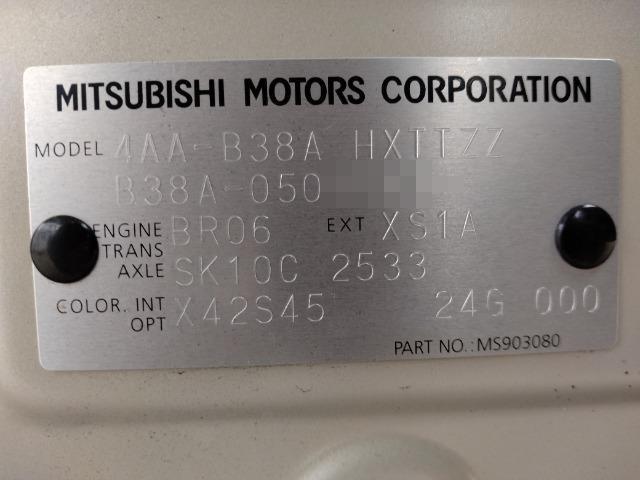 MITSUBISHI MOTORS CORPORATION
MODEL 4AA-B38A HXTTZZ
B38A-050
ENGINE BR06 EXT XS1A
TRANS
AXLE SK10C 2533
COLOR. INT X42S45 24G 000
OPT
PART NO.: MS903080